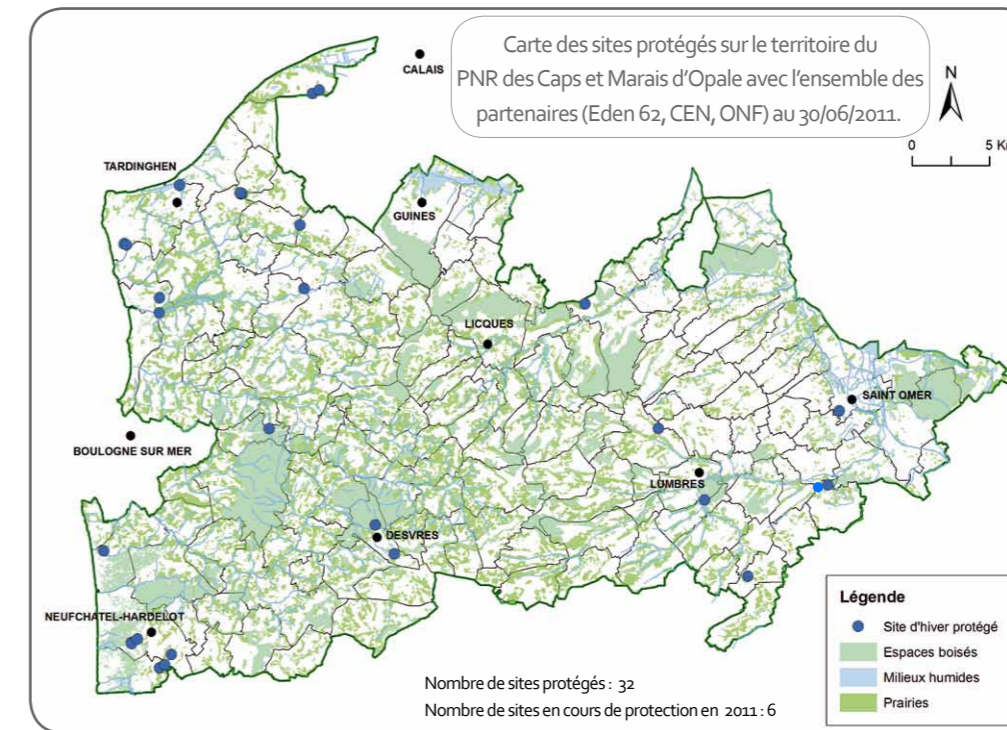 Carte des sites protégés sur le territoire du
PNR des Caps et Marais d'Opale avec l'ensemble des
partenaires (Eden 62, CEN, ONF) au 30/06/2011.
N
0 5 K
CALAIS
TARDINGHEN
GUINES
LICQUES
SAINT OMER
BOULOGNE SUR MER
LUMBRES
DESVRES
NEUFCHATEL-HARDELOT
Légende
Site d'hiver protégé
Espaces boisés
Milieux humides
Prairies
Nombre de sites protégés : 32
Nombre de sites en cours de protection en 2011 : 6